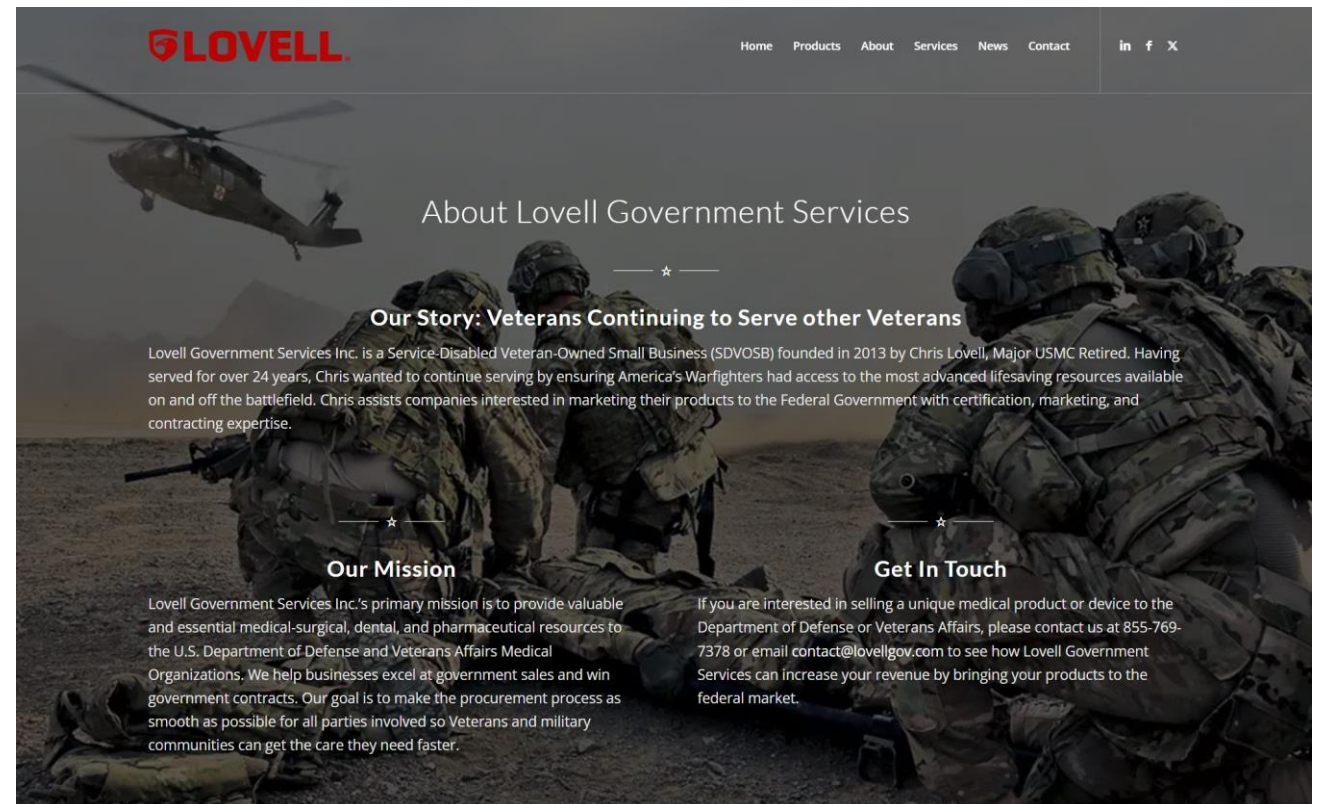 LOVELL.
Home Products About Services News Contact in f X
About Lovell Government Services
Our Story: Veterans Continuing to Serve other Veterans
Lovell Government Services Inc. is a Service-Disabled Veteran-Owned Small Business (SDVOSB) founded in 2013 by Chris Lovell, Major USMC Retired. Having
served for over 24 years, Chris wanted to continue serving by ensuring America's Warfighters had access to the most advanced lifesaving resources available
on and off the battlefield. Chris assists companies interested in marketing their products to the Federal Government with certification, marketing, and
contracting expertise.
Our Mission
Lovell Government Services Inc.'s primary mission is to provide valuable
and essential medical-surgical, dental, and pharmaceutical resources to
the U.S. Department of Defense and Veterans Affairs Medical
Organizations. We help businesses excel at government sales and win
government contracts. Our goal is to make the procurement process as
smooth as possible for all parties involved so Veterans and military
communities can get the care they need faster.
Get In Touch
If you are interested in selling a unique medical product or device to the
Department of Defense or Veterans Affairs, please contact us at 855-769-
7378 or email contact@lovellgov.com to see how Lovell Government
Services can increase your revenue by bringing your products to the
federal market.